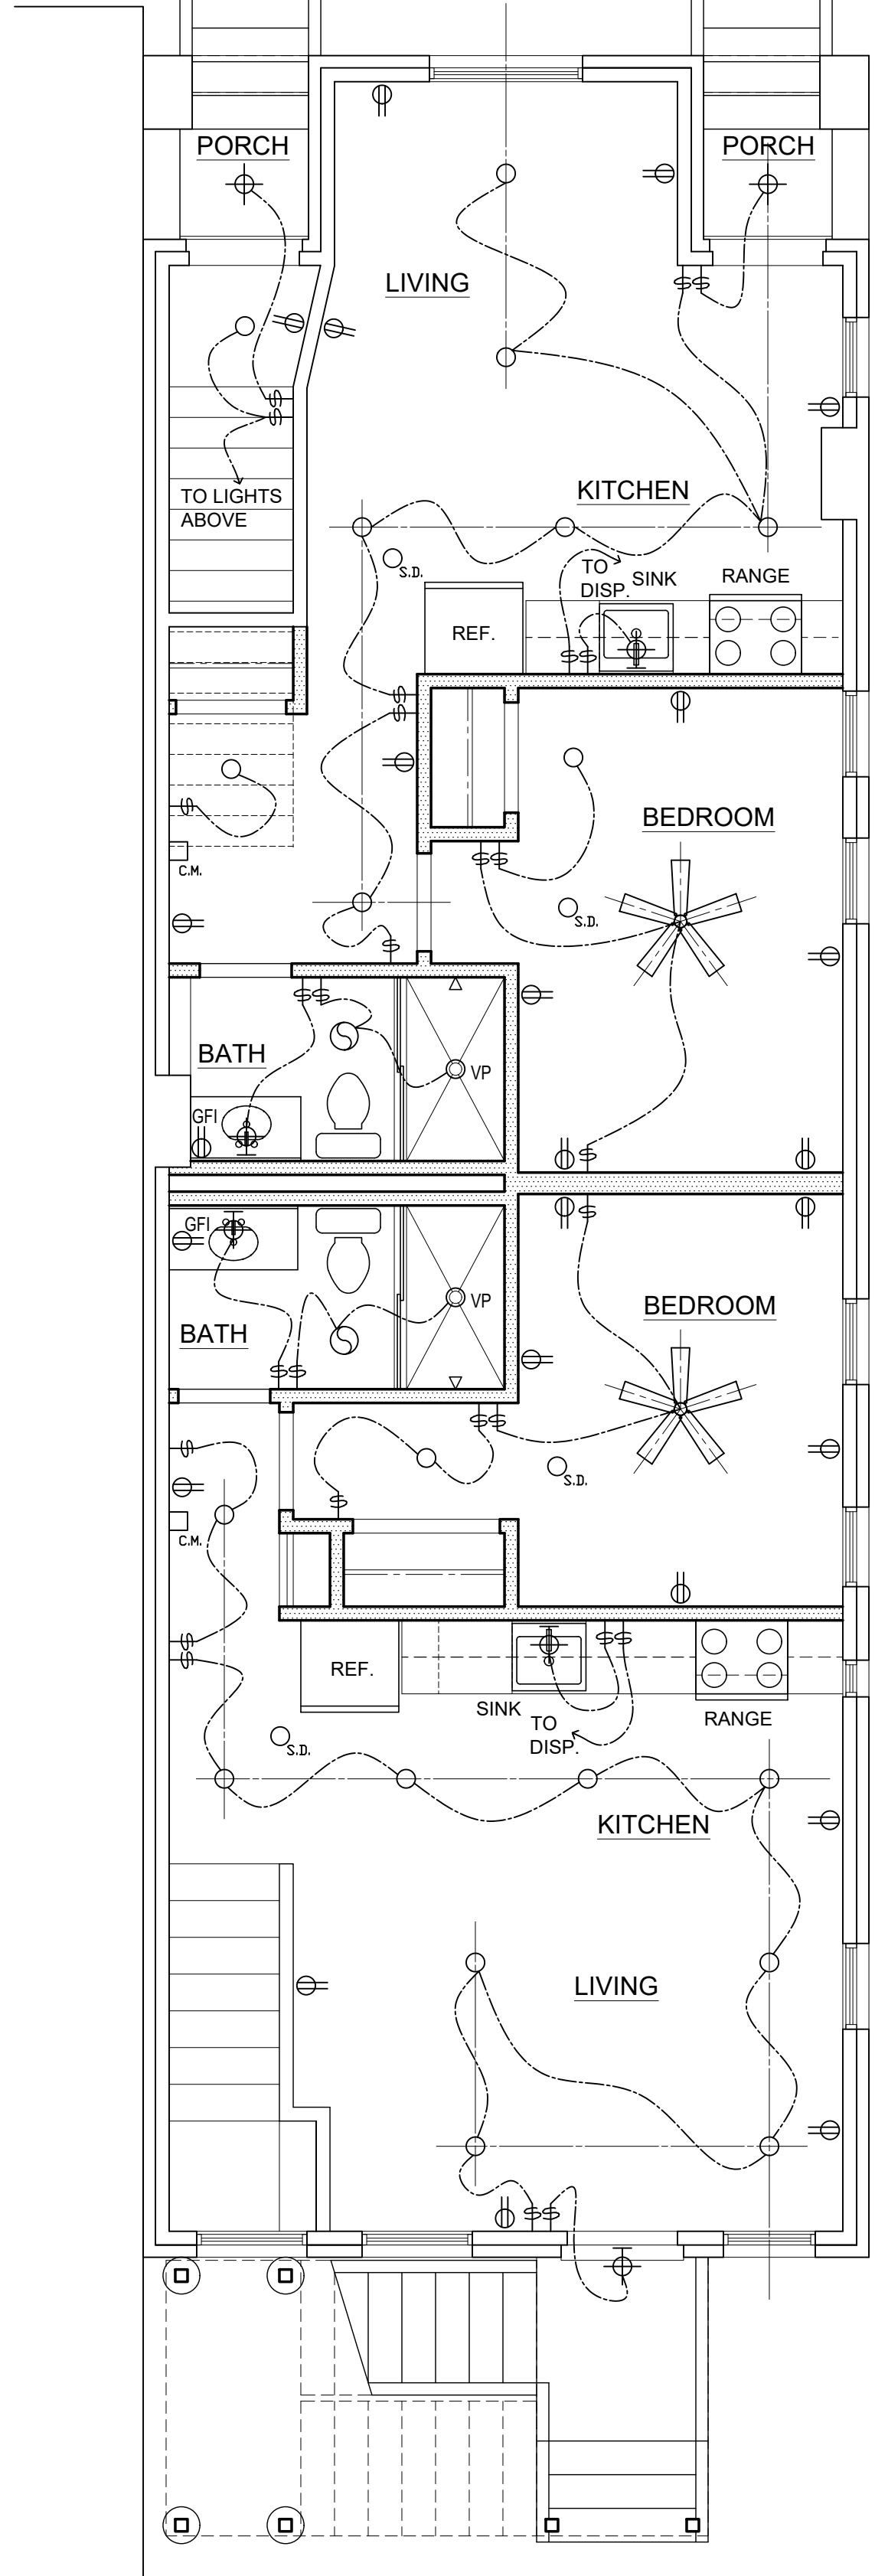 PORCH
PORCH
LIVING
TO LIGHTS
ABOVE
KITCHEN
S.D.
TO
DISP.
SINK
RANGE
REF.
BEDROOM
C.M.
S.D.
BATH
VP
GFI
GFI
VP
BEDROOM
BATH
S.D.
C.M.
REF.
SINK
TO
DISP.
RANGE
S.D.
KITCHEN
LIVING